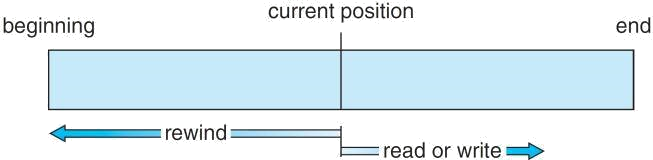 current position
beginning
end
rewind
read or write